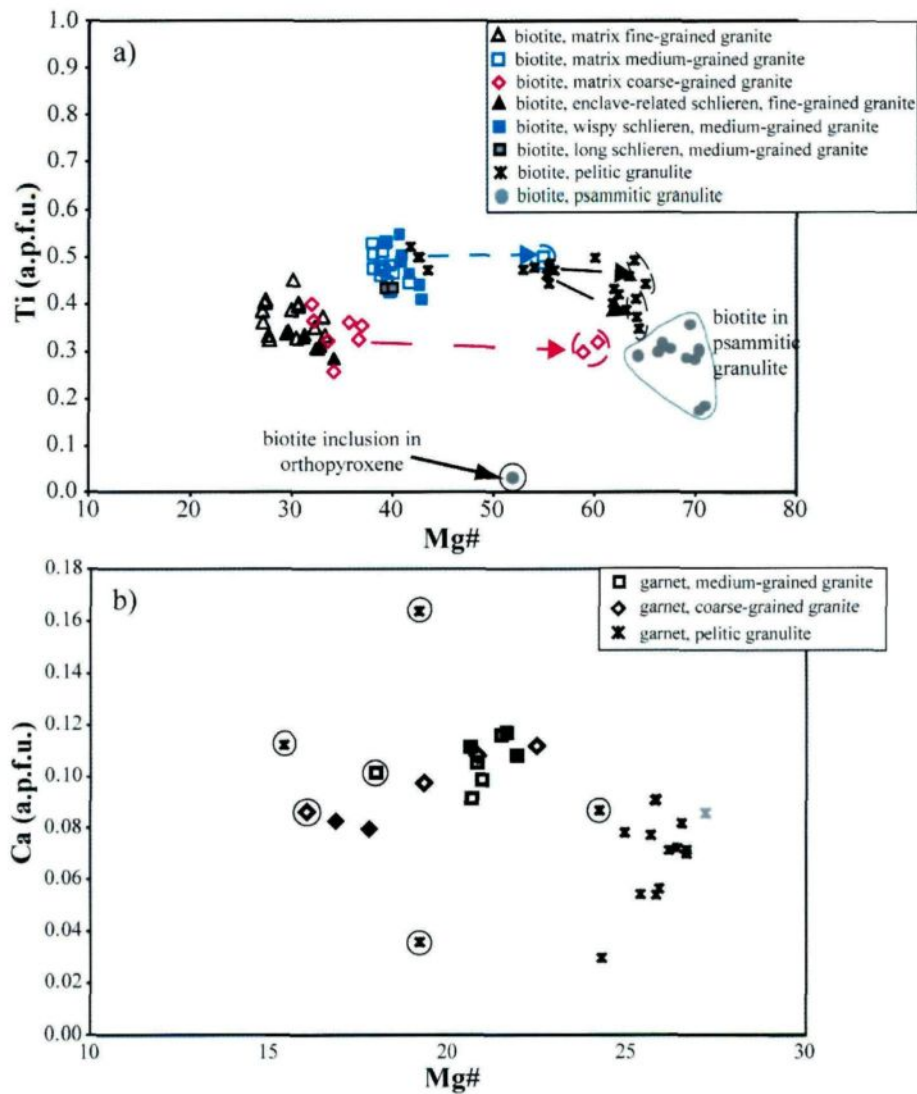 a)
1.0
0.9
0.8
0.7
0.6
0.5
0.4
0.3
0.2
0.1
0.0
Ti (a.p.f.u.)
biotite, matrix fine-grained granite
biotite, matrix medium-grained granite
biotite, matrix coarse-grained granite
biotite, enclave-related schlieren, fine-grained granite
biotite, wispy schlieren, medium-grained granite
biotite, long schlieren, medium-grained granite
biotite, pelitic granulite
biotite, psammitic granulite
biotite in
psammitic
granulite
biotite inclusion in
orthopyroxene
10 20 30 40 50 60 70 80
Mg#
b)
0.18
0.16
0.14
0.12
0.10
0.08
0.06
0.04
0.02
0.00
Ca (a.p.f.u.)
garnet, medium-grained granite
garnet, coarse-grained granite
garnet, pelitic granulite
10 15 20 25 30
Mg#